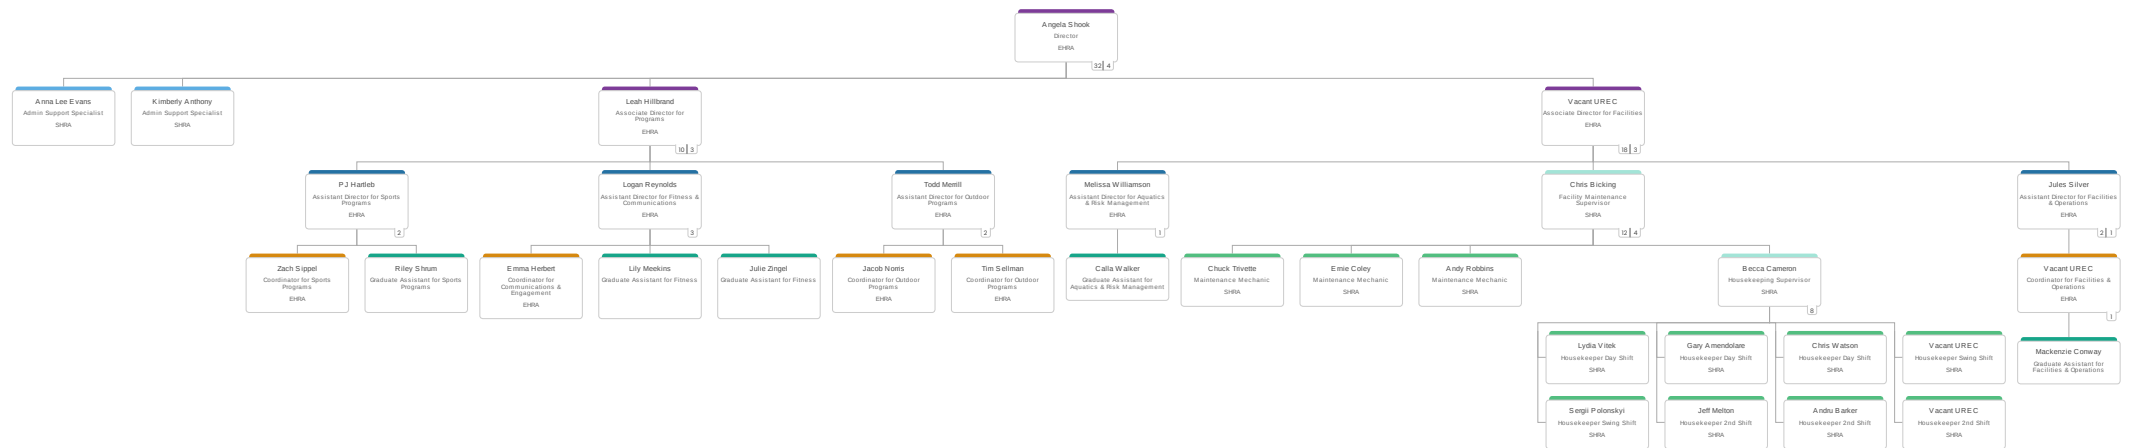 Angela Shook
Director
EHRA
32 4
Anna Lee Evans
Admin Support Specialist
SHRA
Kimberly Anthony
Admin Support Specialist
SHRA
Leah Hillbrand
Associate Director for
Programs
EHRA
10 3
Vacant UREC
Associate Director for Facilities
EHRA
18 3
PJ Hartleb
Assistant Director for Sports
Programs
EHRA
2
Logan Reynolds
Assistant Director for Fitness &
Communications
EHRA
3
Todd Merrill
Assistant Director for Outdoor
Programs
EHRA
2
Melissa Williamson
Assistant Director for Aquatics
& Risk Management
EHRA
1
Chris Bicking
Facility Maintenance
Supervisor
SHRA
12 4
Jules Silver
Assistant Director for Facilities
& Operations
EHRA
2 1
Zach Sippel
Coordinator for Sports
Programs
EHRA
Riley Shrum
Graduate Assistant for Sports
Programs
Emma Herbert
Coordinator for
Communications &
Engagement
EHRA
Lily Meekins
Graduate Assistant for Fitness
Julie Zingel
Graduate Assistant for Fitness
Jacob Norris
Coordinator for Outdoor
Programs
EHRA
Tim Sellman
Coordinator for Outdoor
Programs
EHRA
Calla Walker
Graduate Assistant for
Aquatics & Risk Management
Chuck Trivette
Maintenance Mechanic
SHRA
Ernie Coley
Maintenance Mechanic
SHRA
Andy Robbins
Maintenance Mechanic
SHRA
Becca Cameron
Housekeeping Supervisor
SHRA
8
Vacant UREC
Coordinator for Facilities &
Operations
EHRA
1
Lydia Vitek
Housekeeper Day Shift
SHRA
Gary Amendolare
Housekeeper Day Shift
SHRA
Chris Watson
Housekeeper Day Shift
SHRA
Vacant UREC
Housekeeper Swing Shift
SHRA
Mackenzie Conway
Graduate Assistant for
Facilities & Operations
Sergii Polonskyi
Housekeeper Swing Shift
SHRA
Jeff Melton
Housekeeper 2nd Shift
SHRA
Andru Barker
Housekeeper 2nd Shift
SHRA
Vacant UREC
Housekeeper 2nd Shift
SHRA